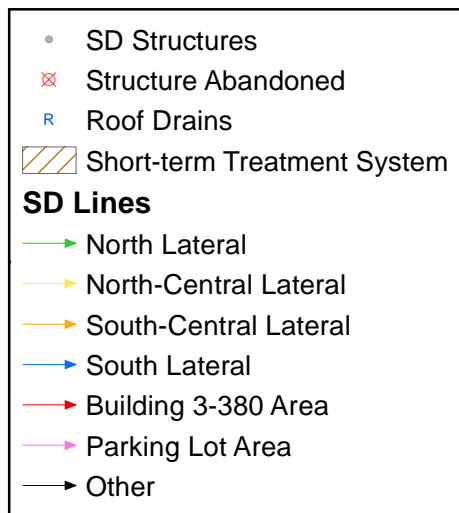 SD Structures
Structure Abandoned
R Roof Drains
Short-term Treatment System
SD Lines
North Lateral
North-Central Lateral
South-Central Lateral
South Lateral
Building 3-380 Area
Parking Lot Area
Other